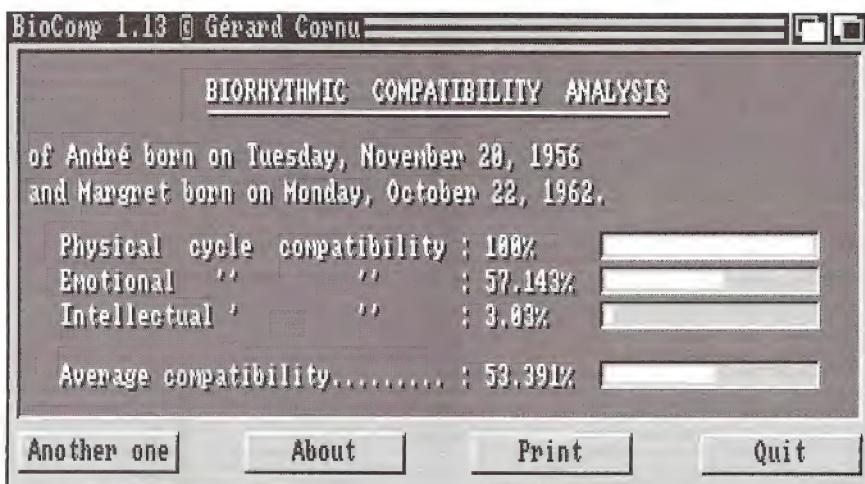 BioComp 1.13 © Gérard Cornu
BIORHYTHMIC COMPATIBILITY ANALYSIS
of André born on Tuesday, November 20, 1956
and Margret born on Monday, October 22, 1962.
Physical cycle compatibility : 100%
Emotional '' '' : 57.143%
Intellectual ' '' : 3.03%
Average compatibility......... : 53.391%
Another one About Print Quit